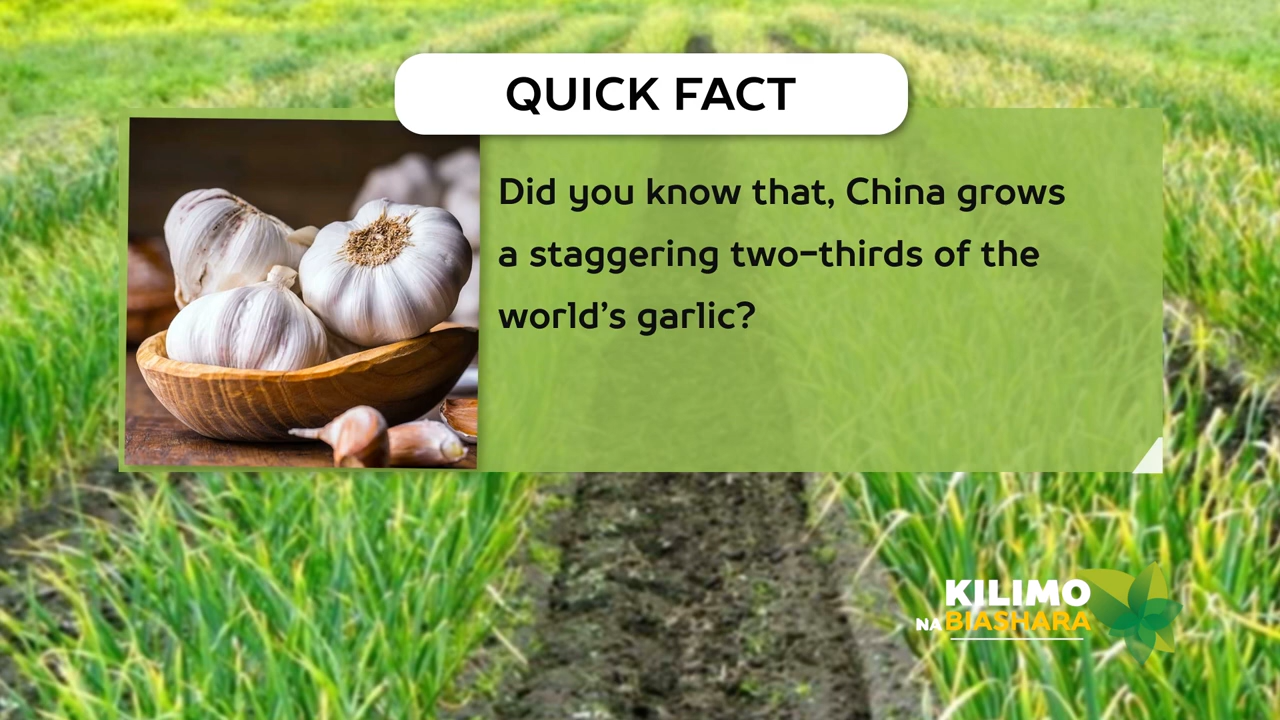 QUICK FACT
Did you know that, China grows
a staggering two-thirds of the
world’s garlic?
KILIMO
NA BIASHARA